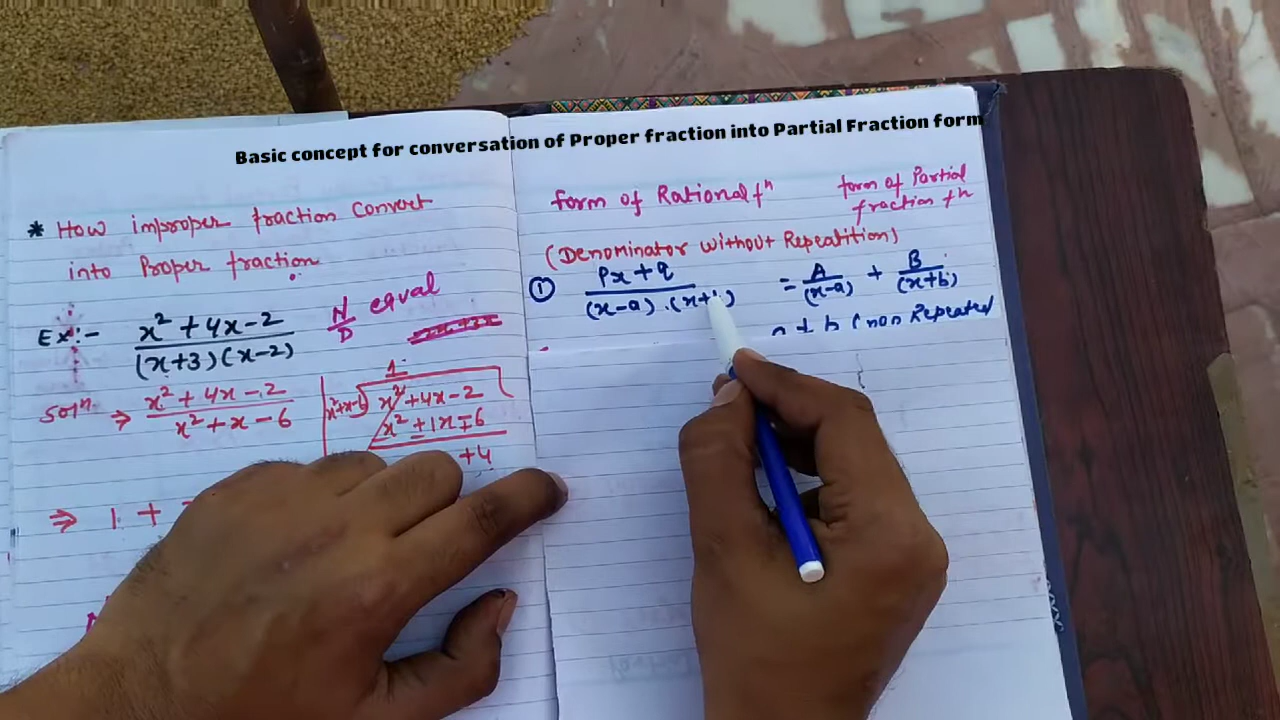 Basic concept for conversation of Proper fraction into Partial Fraction form
* How improper fraction convert
into Proper fraction
Ex:- x² + 4x - 2
(x+3)(x-2)
N/D equal
Solⁿ. ⇒ x² + 4x - 2
x² + x - 6
1
x²+x-6 x² + 4x - 2
x² ± 1x ∓ 6
+4
⇒ 1 +
form of Rational fⁿ
form of Partial
fraction fⁿ
(Denominator without Repeatition)
① Px + q
(x-a) . (x+
= A/(x-a) + B/(x+b)
(non Repeated